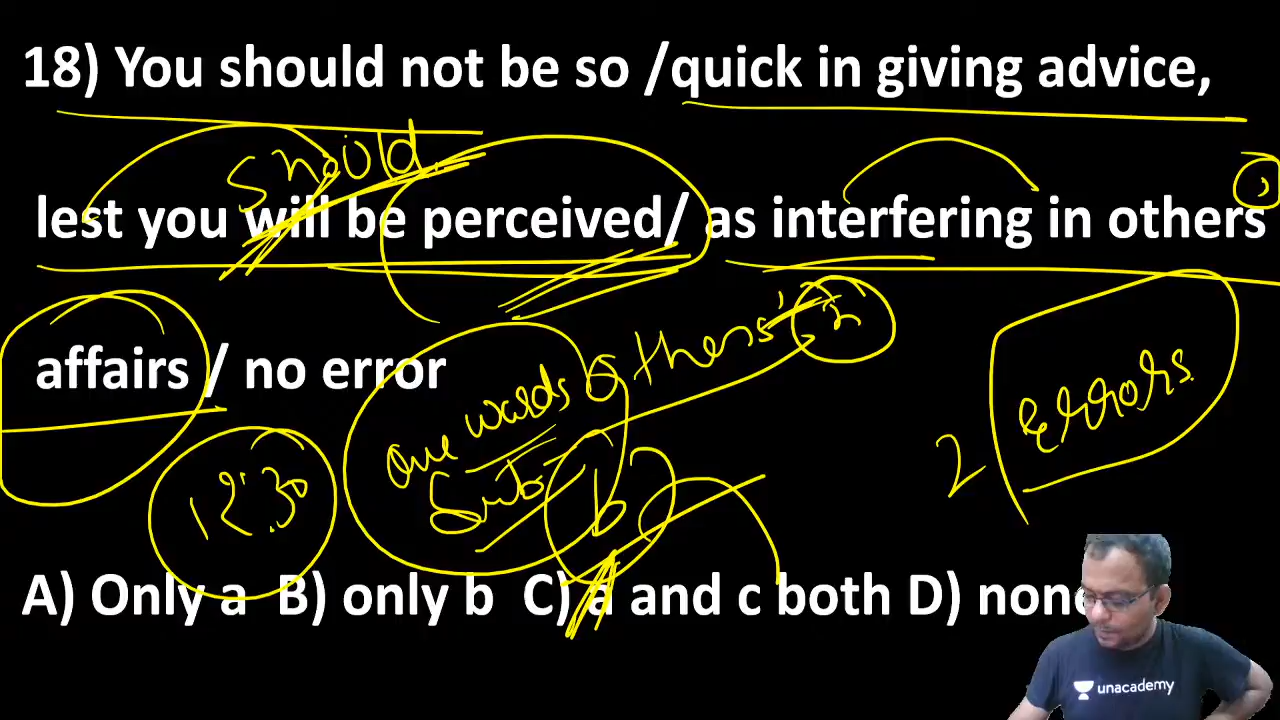 18) You should not be so /quick in giving advice,
should
lest you will be perceived/ as interfering in others
,
affairs / no error
others' 2
one words
Sub
b
12:30
2 errors
A) Only a B) only b C) a and c both D) none
unacademy